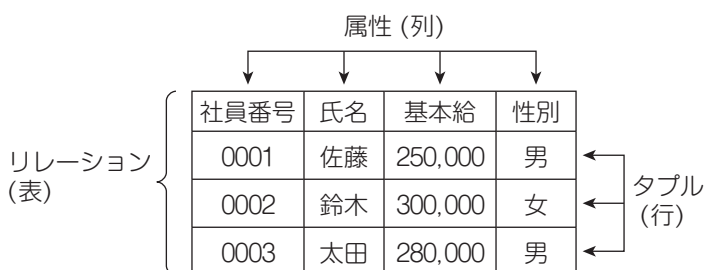 属性 (列)
社員番号 氏名 基本給 性別
0001 佐藤 250,000 男
0002 鈴木 300,000 女
0003 太田 280,000 男
リレーション
(表)
タプル
(行)